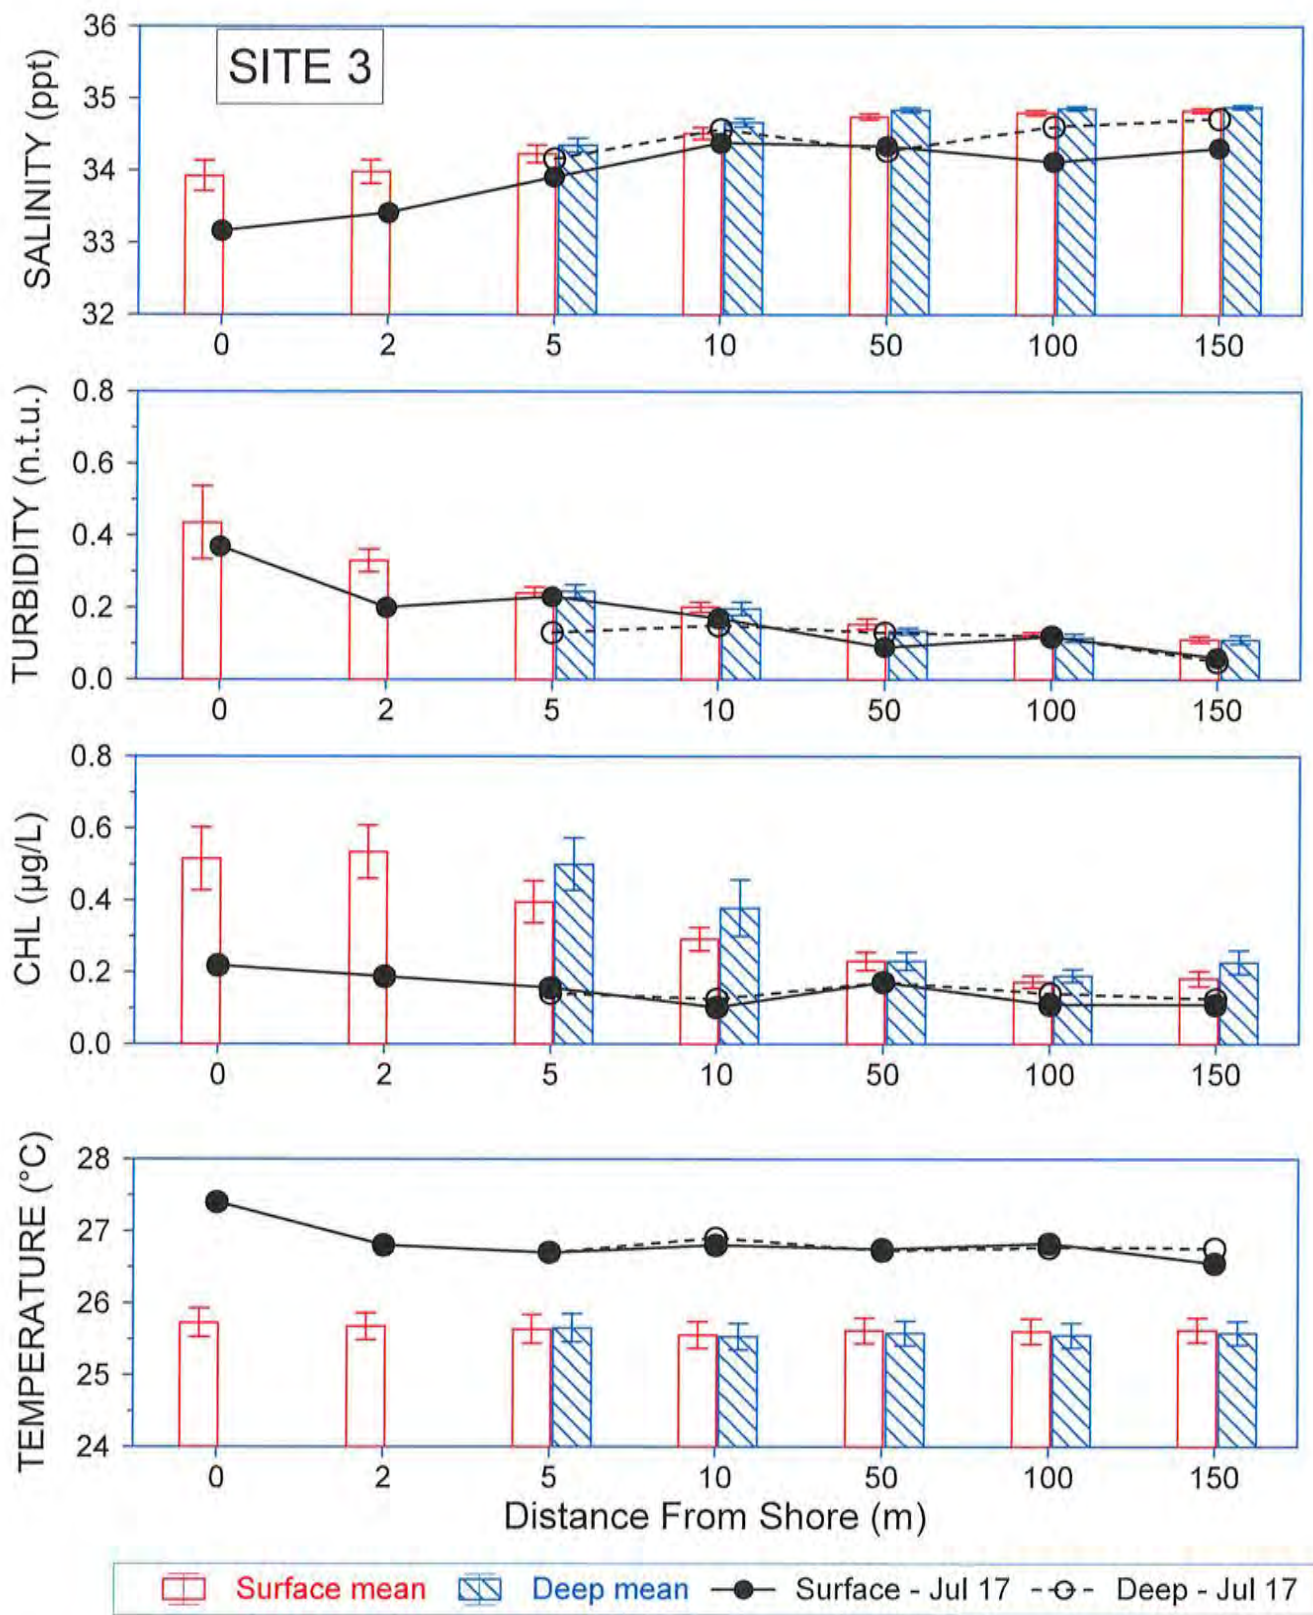 SITE 3
SALINITY (ppt)
36
35
34
33
32
0 2 5 10 50 100 150
TURBIDITY (n.t.u.)
0.8
0.6
0.4
0.2
0.0
0 2 5 10 50 100 150
CHL (µg/L)
0.8
0.6
0.4
0.2
0.0
0 2 5 10 50 100 150
TEMPERATURE (°C)
28
27
26
25
24
0 2 5 10 50 100 150
Distance From Shore (m)
Surface mean Deep mean Surface - Jul 17 Deep - Jul 17